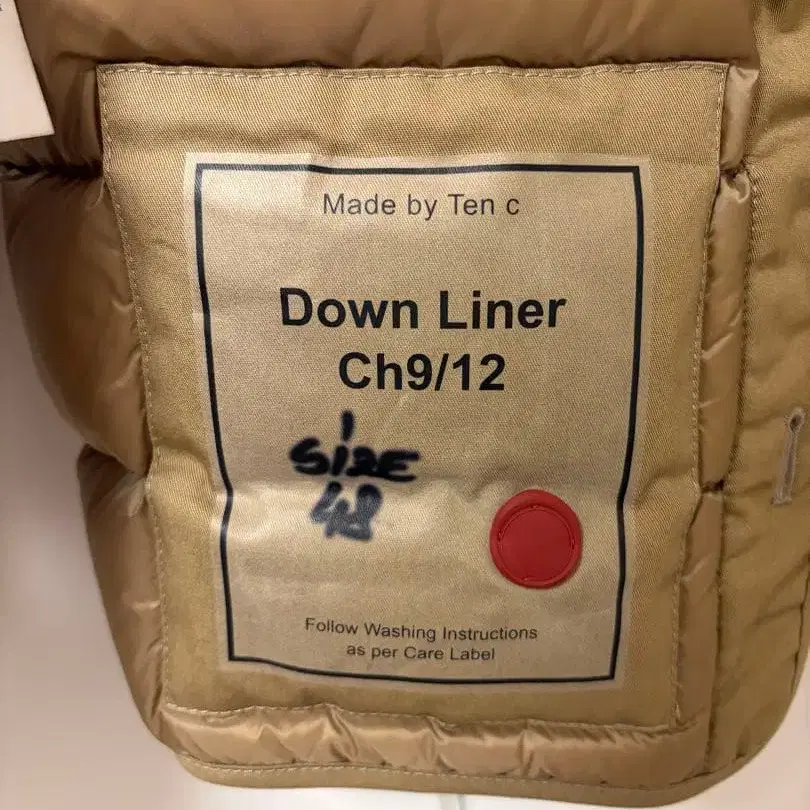 Made by Ten c
Down Liner
Ch9/12
SIZE
48
Follow Washing Instructions
as per Care Label